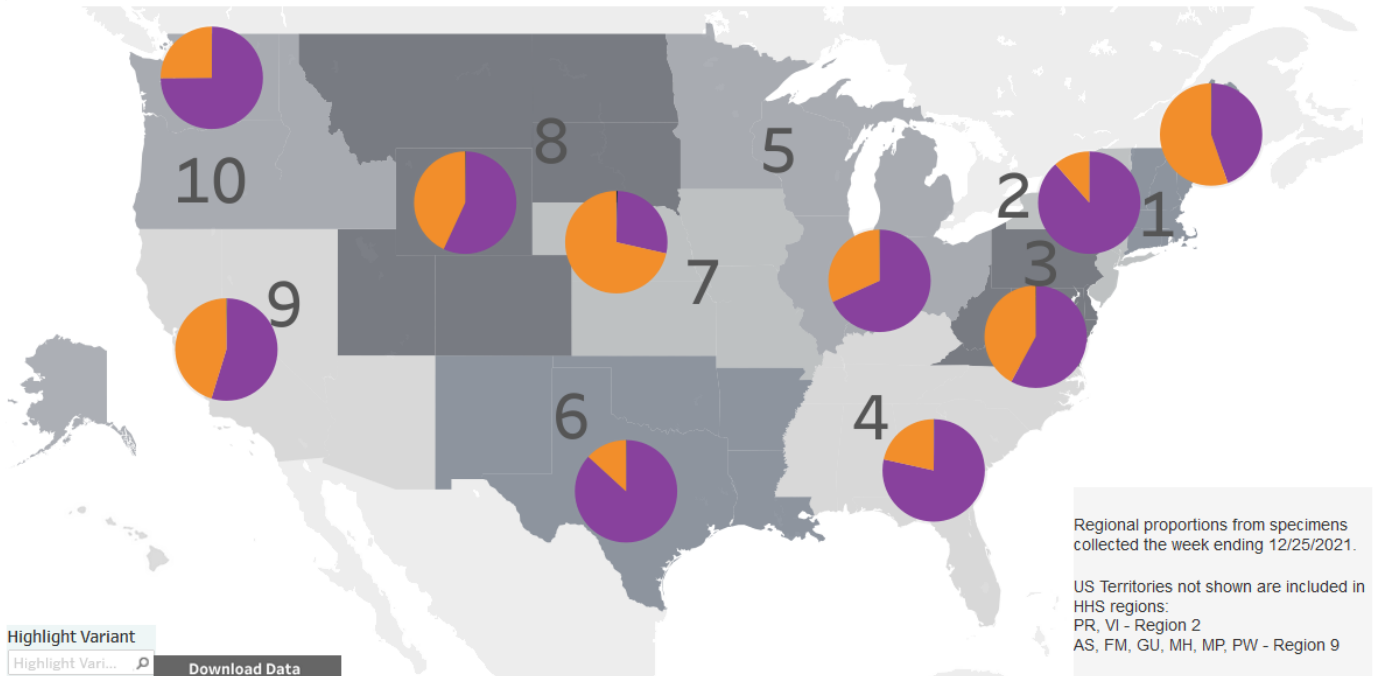 8
5
10
2
1
3
9
7
6
4
Regional proportions from specimens
collected the week ending 12/25/2021.
US Territories not shown are included in
HHS regions:
PR, VI - Region 2
AS, FM, GU, MH, MP, PW - Region 9
Highlight Variant
Highlight Vari...
Download Data